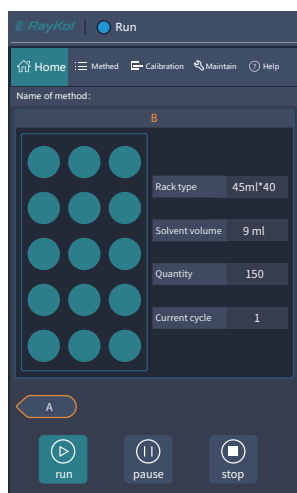 RayKol Run
Home Methed Calibration Maintain Help
Name of method:
B
Rack type 45ml*40
Solvent volume 9 ml
Quantity 150
Current cycle 1
A
run pause stop